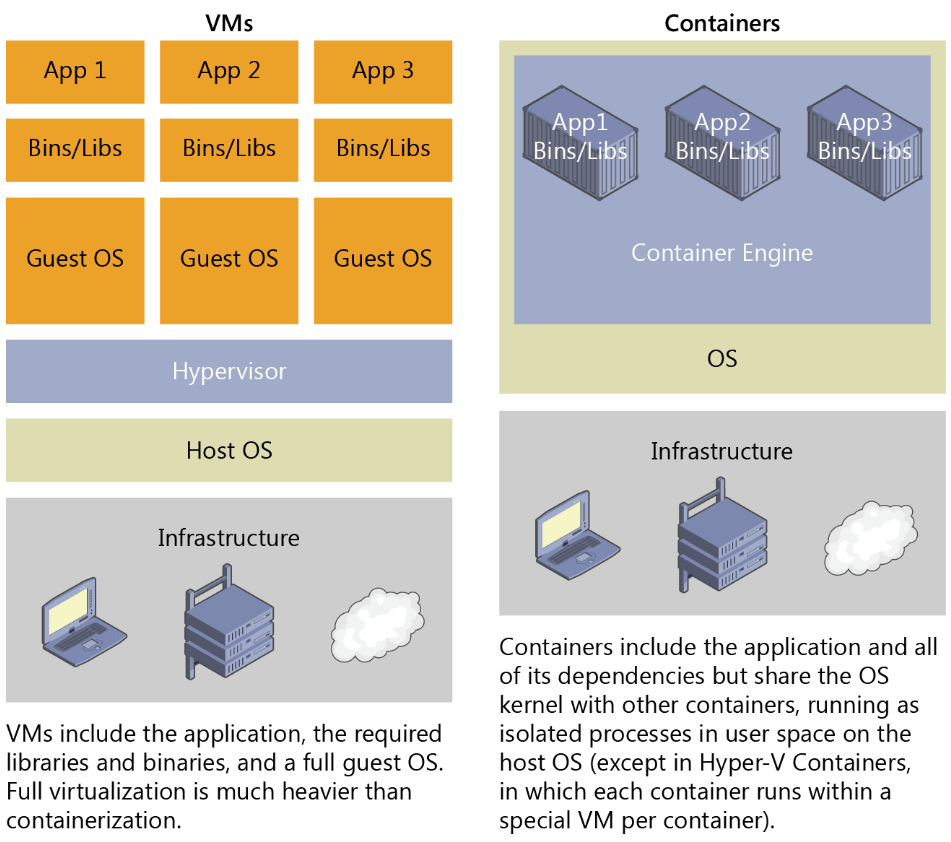 VMs
App 1
App 2
App 3
Bins/Libs
Bins/Libs
Bins/Libs
Guest OS
Guest OS
Guest OS
Hypervisor
Host OS
Infrastructure
VMs include the application, the required
libraries and binaries, and a full guest OS.
Full virtualization is much heavier than
containerization.
Containers
App1
Bins/Libs
App2
Bins/Libs
App3
Bins/Libs
Container Engine
OS
Infrastructure
Containers include the application and all
of its dependencies but share the OS
kernel with other containers, running as
isolated processes in user space on the
host OS (except in Hyper-V Containers,
in which each container runs within a
special VM per container).